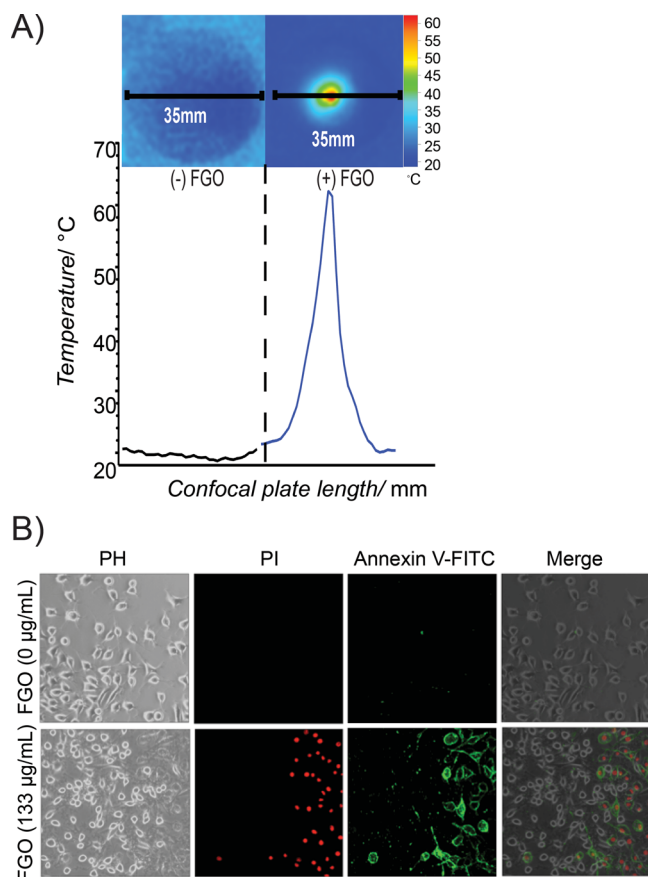 A)
35mm
35mm
60
55
50
45
40
35
30
25
20
°C
(-) FGO
(+) FGO
70
60
50
40
30
20
Temperature/ °C
Confocal plate length/ mm
B)
PH
PI
Annexin V-FITC
Merge
FGO (0 µg/mL)
FGO (133 µg/mL)